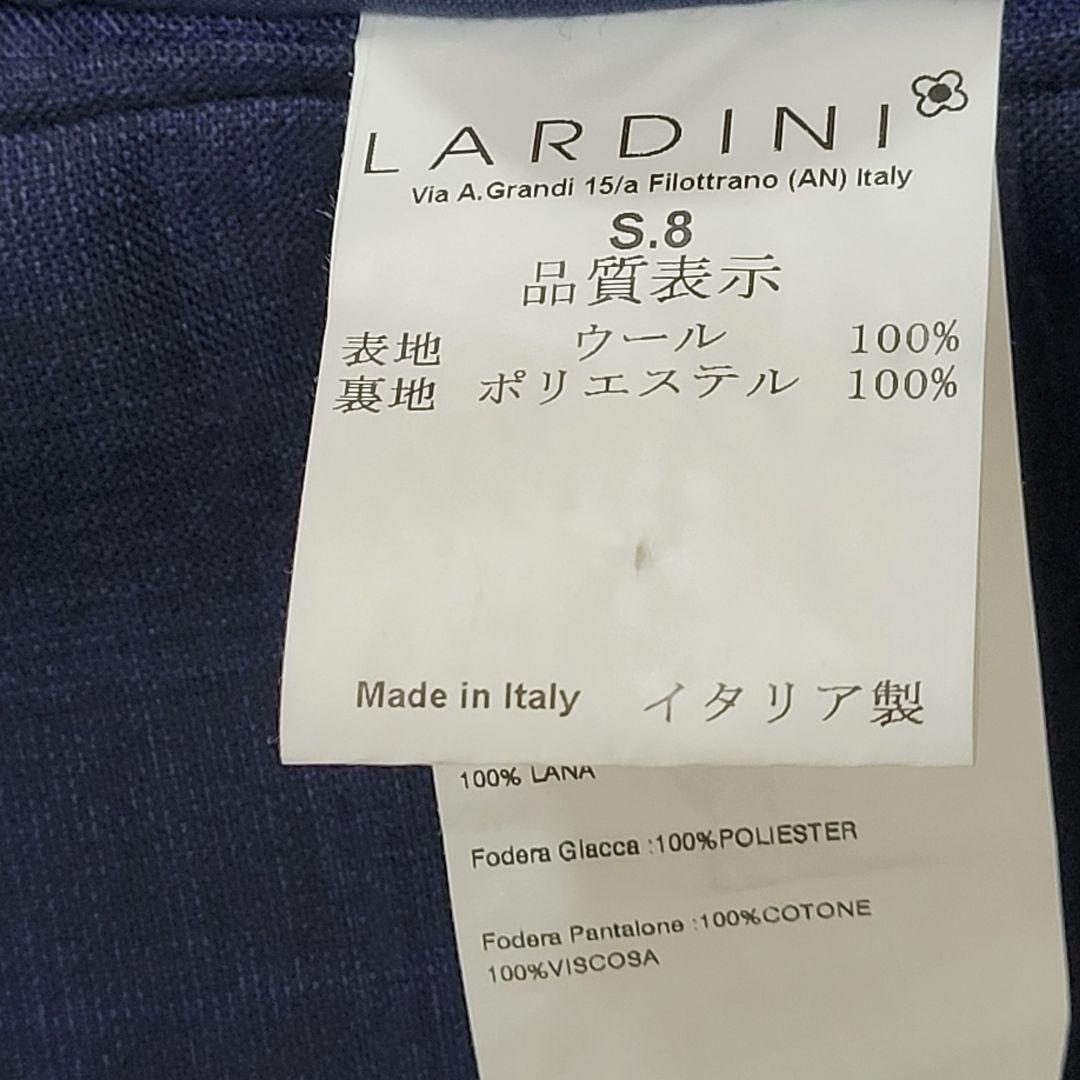 LARDINI
Via A.Grandi 15/a Filottrano (AN) Italy
S.8
品質表示
表地 ウール 100%
裏地 ポリエステル 100%
Made in Italy イタリア製
100% LANA
Fodera Giacca :100%POLIESTER
Fodera Pantalone :100%COTONE
100%VISCOSA